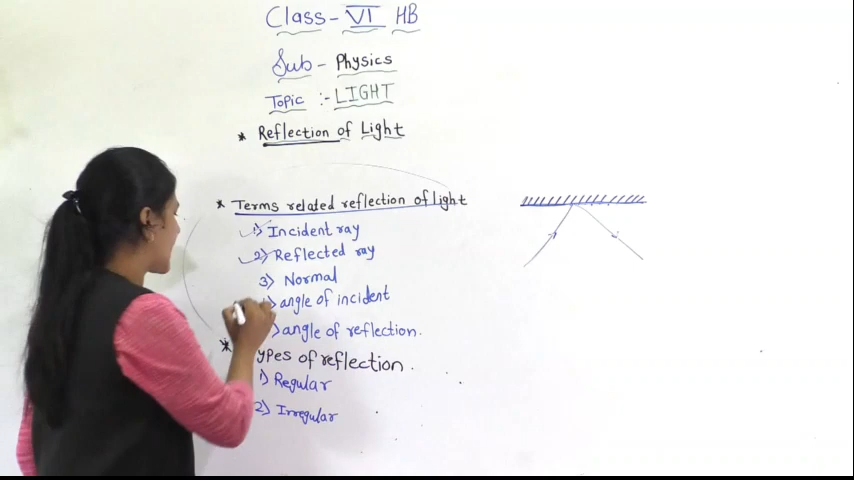 Class - VI HB
Sub - Physics
Topic :- LIGHT
* Reflection of Light
* Terms related reflection of light
1) Incident ray
2) Reflected ray
3) Normal
) angle of incident
) angle of reflection.
* ypes of reflection.
1) Regular
2) Irregular